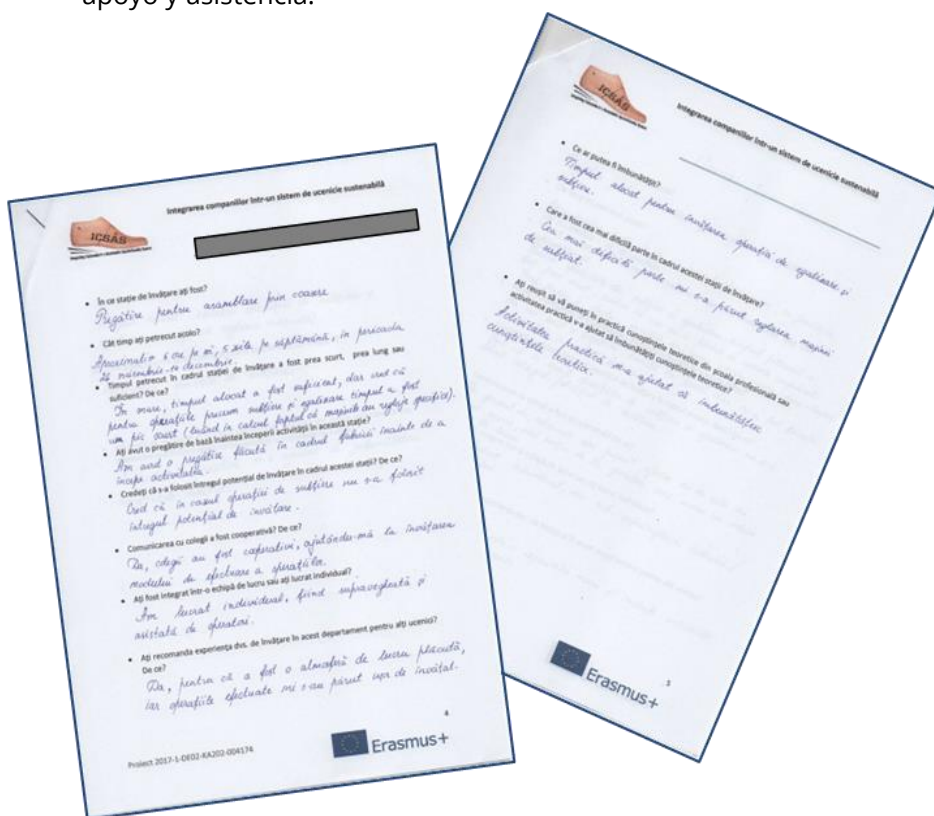 apoyo y asistencia.
Integrarea companiilor într-un sistem de ucenicie sustenabilă
ICSAS
• În ce stație de învățare ați fost?
Pregătire pentru asamblare prin coasere
• Cât timp ați petrecut acolo?
Aproximativ 6 ore pe zi, 5 zile pe săptămână, în perioada
26 noiembrie - decembrie.
• Timpul petrecut în cadrul stației de învățare a fost prea scurt, prea lung sau
suficient? De ce?
În mare, timpul alocat a fost suficient, dar cred că
pentru operațiile precum subțiere și egalizare timpul a fost
un pic scurt (luând în calcul faptul că mașinile au reglaje specifice).
• Ați avut o pregătire de bază înaintea începerii activității în această stație?
Am avut o pregătire făcută în cadrul fabricii înainte de a
începe activitatea.
• Credeți că s-a folosit întregul potențial de învățare în cadrul acestei stații? De ce?
Cred că în cazul operației de subțiere nu s-a folosit
întregul potențial de învățare.
• Comunicarea cu colegii a fost cooperativă? De ce?
Da, colegii au fost cooperativi, ajutându-mă la învățarea
modului de efectuare a operațiilor.
• Ați fost integrat într-o echipă de lucru sau ați lucrat individual?
Am lucrat individual, fiind supravegheată și
asistată de operatori.
• Ați recomanda experiența dvs. de învățare în acest departament pentru alți ucenici?
De ce?
Da, pentru că a fost o atmosferă de lucru plăcută,
iar operațiile efectuate mi s-au părut ușor de învățat.
4
Proiect 2017-1-DE02-KA202-004174
Erasmus+
Integrarea companiilor într-un sistem de ucenicie sustenabilă
ICSAS
• Ce ar putea fi îmbunătățit?
Timpul alocat pentru învățarea operației de egalizare și
subțiere.
• Care a fost cea mai dificilă parte în cadrul acestei stații de învățare?
Cea mai dificilă parte mi s-a părut reglarea mașinii
de subțiat.
• Ați reușit să vă puneți în practică cunoștințele teoretice din școala profesională sau
activitatea practică v-a ajutat să îmbunătățiți cunoștințele teoretice?
Activitatea practică m-a ajutat să îmbunătățesc
cunoștințele teoretice.
5
Erasmus+